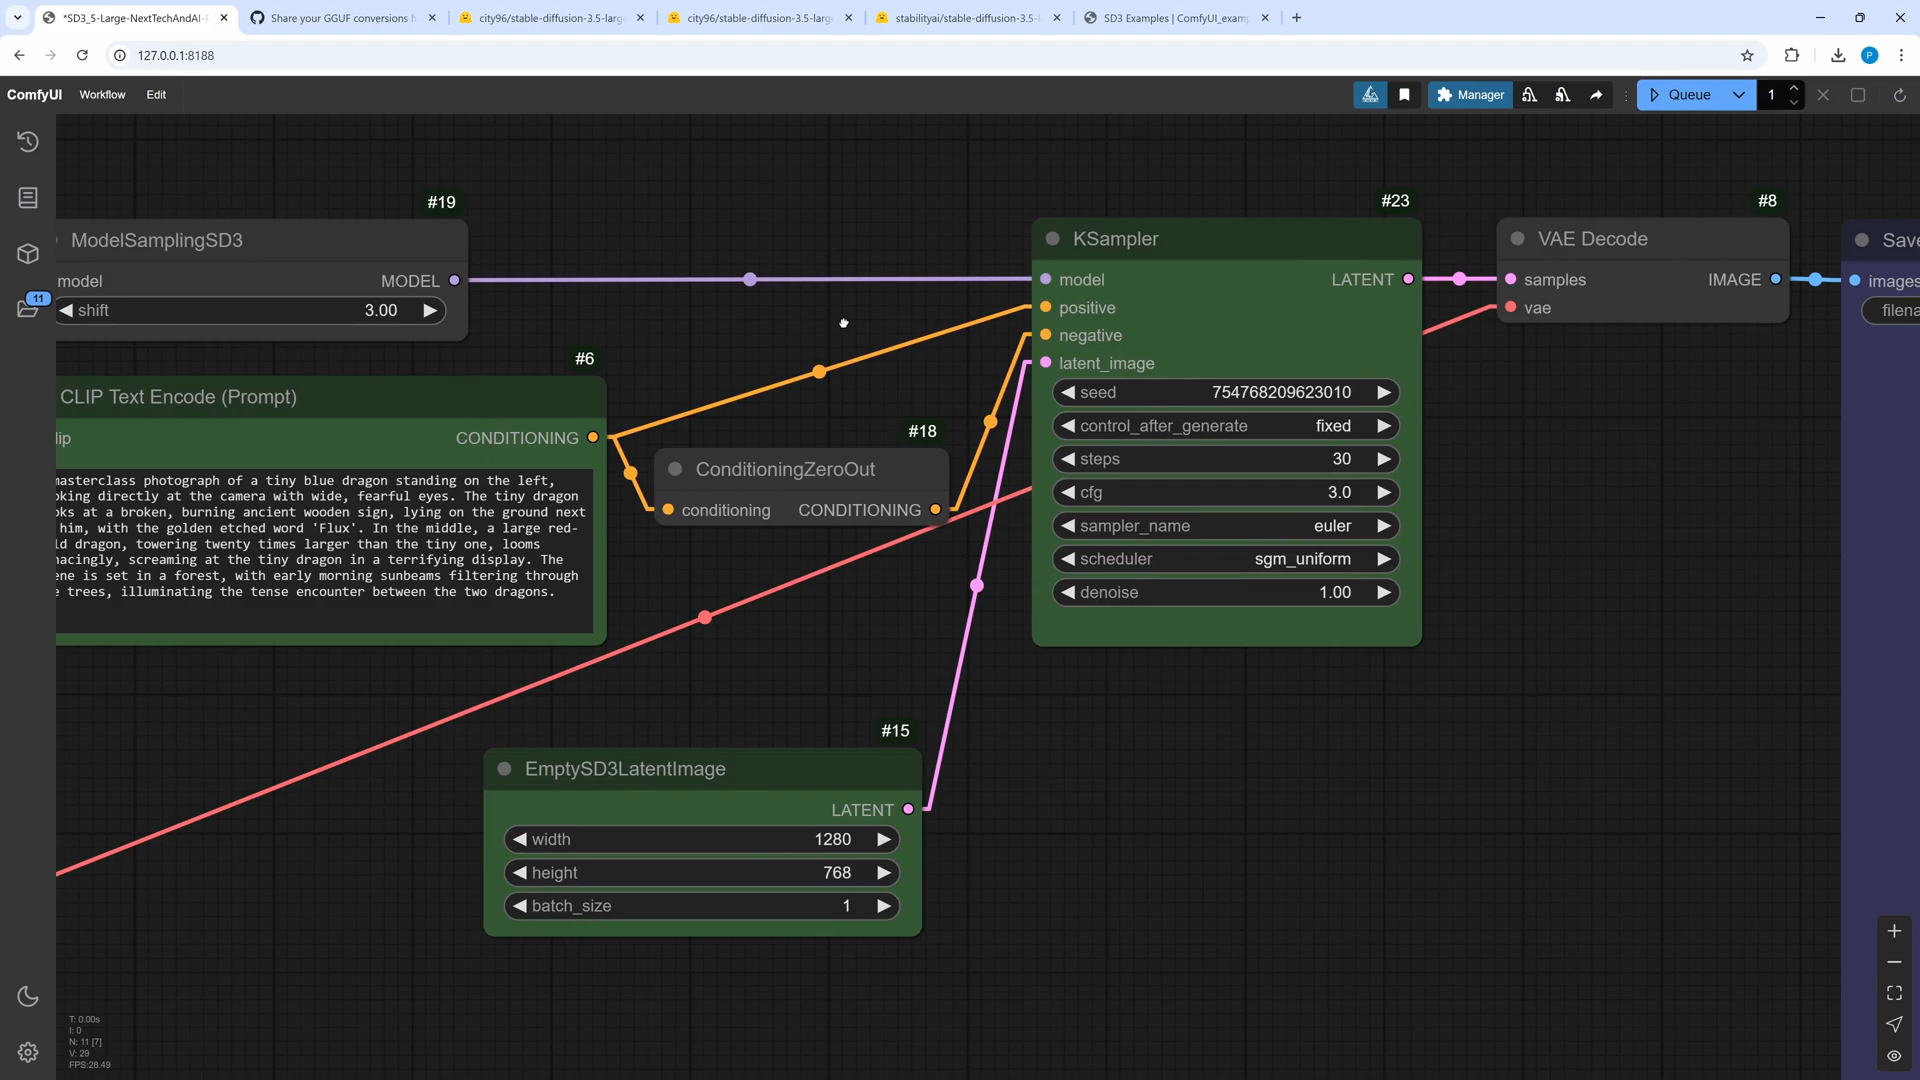 *SD3_5-Large-NextTechAndAI-
Share your GGUF conversions
city96/stable-diffusion-3.5-larg
city96/stable-diffusion-3.5-larg
stabilityai/stable-diffusion-3.5-
SD3 Examples | ComfyUI_exam
127.0.0.1:8188
P
ComfyUI
Workflow
Edit
Manager
Queue
1
11
#19
ModelSamplingSD3
model
MODEL
shift
3.00
#6
CLIP Text Encode (Prompt)
lip
CONDITIONING
masterclass photograph of a tiny blue dragon standing on the left,
oking directly at the camera with wide, fearful eyes. The tiny dragon
oks at a broken, burning ancient wooden sign, lying on the ground next
him, with the golden etched word 'Flux'. In the middle, a large red-
ld dragon, towering twenty times larger than the tiny one, looms
nacingly, screaming at the tiny dragon in a terrifying display. The
ene is set in a forest, with early morning sunbeams filtering through
e trees, illuminating the tense encounter between the two dragons.
#18
ConditioningZeroOut
conditioning
CONDITIONING
#15
EmptySD3LatentImage
LATENT
width
1280
height
768
batch_size
1
#23
KSampler
model
LATENT
positive
negative
latent_image
seed
754768209623010
control_after_generate
fixed
steps
30
cfg
3.0
sampler_name
euler
scheduler
sgm_uniform
denoise
1.00
#8
VAE Decode
samples
IMAGE
vae
Save
images
filena
T: 0.00s
I: 0
N: 11 [7]
V: 29
FPS:28.49